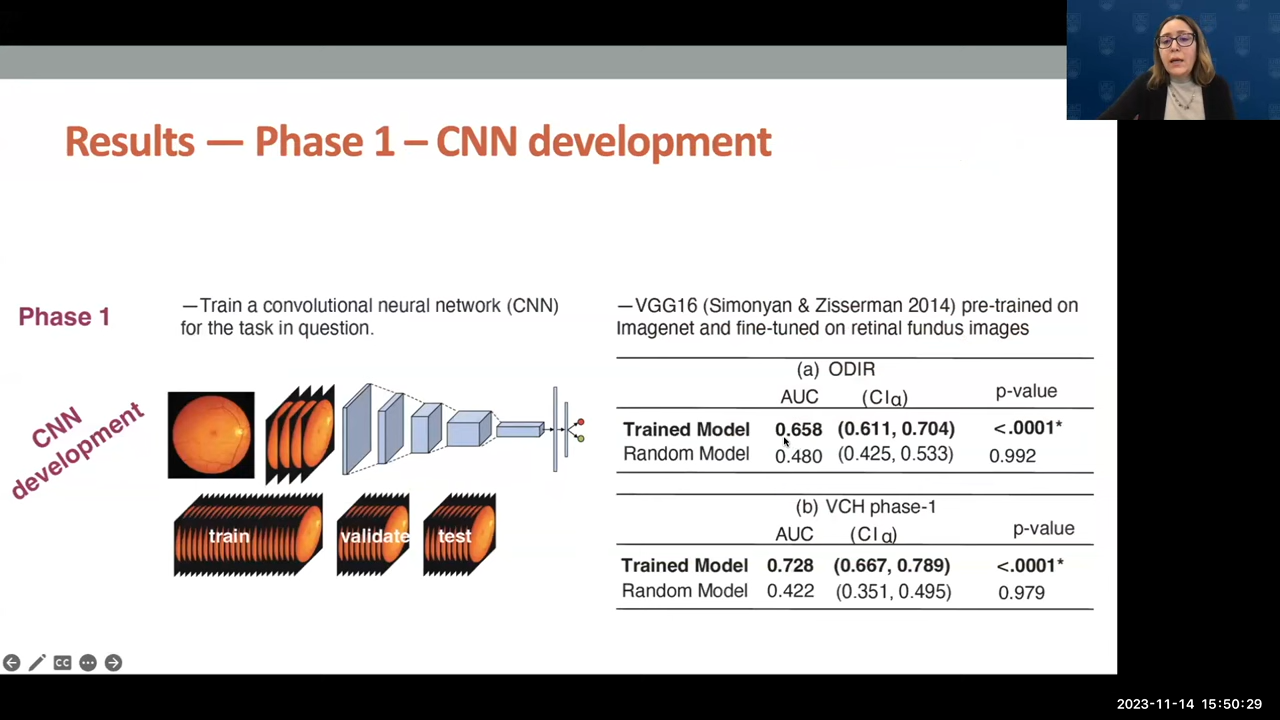 Results — Phase 1 – CNN development
Phase 1
—Train a convolutional neural network (CNN)
for the task in question.
—VGG16 (Simonyan & Zisserman 2014) pre-trained on
Imagenet and fine-tuned on retinal fundus images
CNN
development
train
validate
test
(a) ODIR
AUC (CIα) p-value
Trained Model 0.658 (0.611, 0.704) <.0001*
Random Model 0.480 (0.425, 0.533) 0.992
(b) VCH phase-1
AUC (CIα) p-value
Trained Model 0.728 (0.667, 0.789) <.0001*
Random Model 0.422 (0.351, 0.495) 0.979
CC
2023-11-14 15:50:29